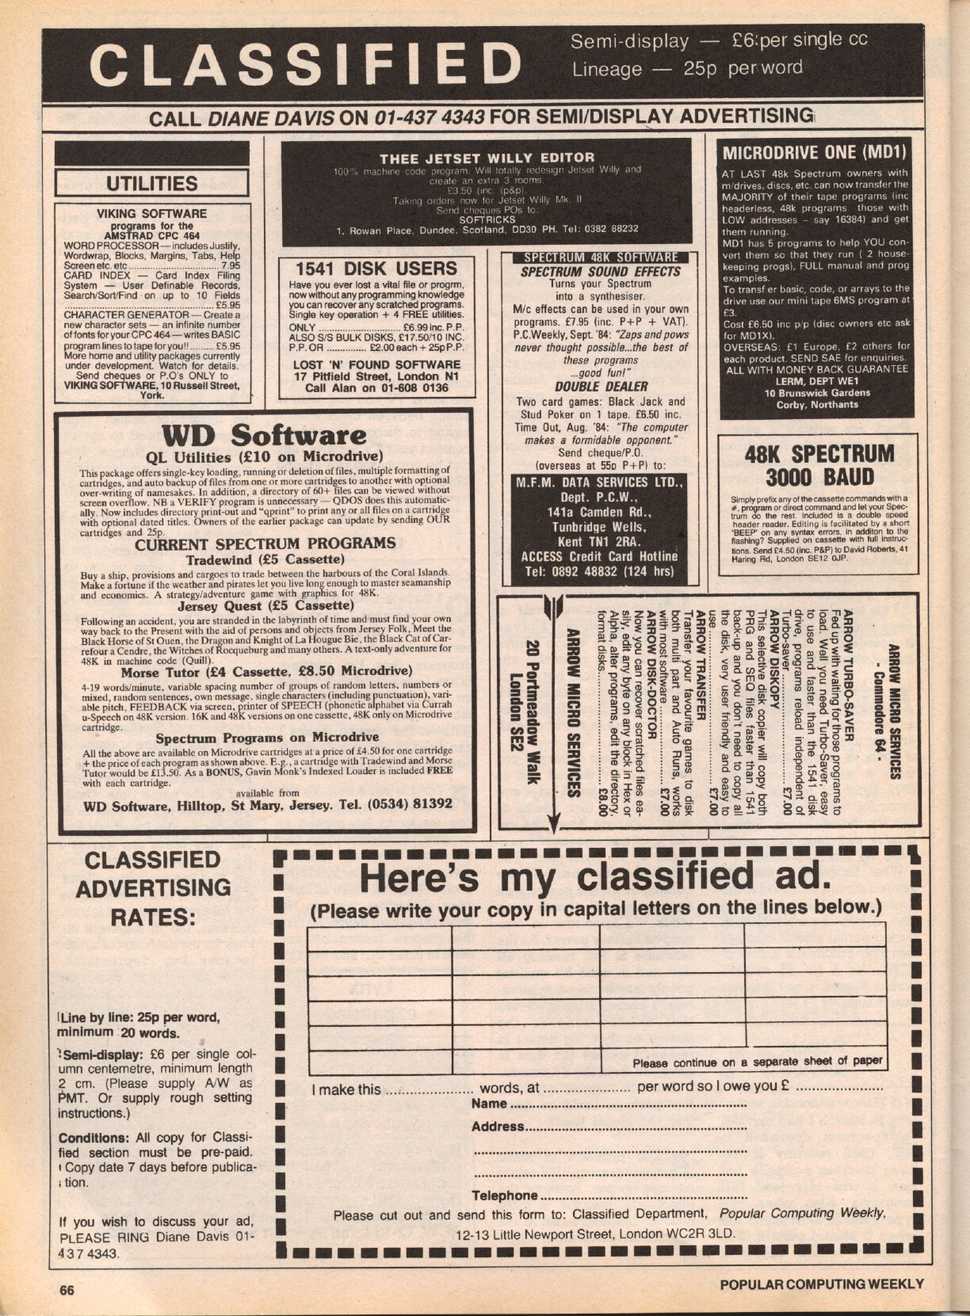 CLASSIFIED
Semi-display — £6 per single cc
Lineage — 25p per word
CALL DIANE DAVIS ON 01-437 4343 FOR SEMI/DISPLAY ADVERTISING
UTILITIES
VIKING SOFTWARE
programs for the
AMSTRAD CPC 464
WORD PROCESSOR — includes Justify,
Wordwrap, Blocks, Margins, Tabs, Help
Screen etc. etc ................................ 7.95
CARD INDEX — Card Index Filing
System — User Definable Records,
Search/Sort/Find on up to 10 Fields
..................................................... £5.95
CHARACTER GENERATOR — Create a
new character sets — an infinite number
of fonts for your CPC 464 — writes BASIC
program lines to tape for you!! ......... £5.95
More home and utility packages currently
under development. Watch for details.
Send cheques or P.O's ONLY to
VIKING SOFTWARE, 10 Russell Street,
York.
THEE JETSET WILLY EDITOR
100% machine code program. Will totally redesign Jetset Willy and
create an extra 3 rooms.
£3.50 (inc. (p&p).
Taking orders now for Jetset Willy Mk. II
Send cheques POs to:
SOFTRICKS
1, Rowan Place, Dundee, Scotland, DD30 PH. Tel: 0382 88232
1541 DISK USERS
Have you ever lost a vital file or progrm,
now without any programming knowledge
you can recover any scratched programs.
Single key operation + 4 FREE utilities.
ONLY ............................ £6.99 inc. P.P.
ALSO S/S BULK DISKS, £17.50/10 INC.
P.P. OR .............. £2.00 each + 25p P.P.
LOST 'N' FOUND SOFTWARE
17 Pitfield Street, London N1
Call Alan on 01-608 0136
SPECTRUM 48K SOFTWARE
SPECTRUM SOUND EFFECTS
Turns your Spectrum
into a synthesiser.
M/c effects can be used in your own
programs. £7.95 (inc. P+P + VAT).
P.C.Weekly, Sept. '84: "Zaps and pows
never thought possible...the best of
these programs
...good fun!"
DOUBLE DEALER
Two card games: Black Jack and
Stud Poker on 1 tape. £6.50 inc.
Time Out, Aug. '84: "The computer
makes a formidable opponent."
Send cheque/P.O.
(overseas at 55p P+P) to:
M.F.M. DATA SERVICES LTD.,
Dept. P.C.W.,
141a Camden Rd.,
Tunbridge Wells,
Kent TN1 2RA.
ACCESS Credit Card Hotline
Tel: 0892 48832 (124 hrs)
MICRODRIVE ONE (MD1)
AT LAST 48k Spectrum owners with
m/drives, discs, etc. can now transfer the
MAJORITY of their tape programs (inc
headerless, 48k programs those with
LOW addresses - say 16384) and get
them running.
MD1 has 5 programs to help YOU con-
vert them so that they run ( 2 house-
keeping progs), FULL manual and prog
examples.
To transfer basic, code, or arrays to the
drive use our mini tape 6MS program at
£3.
Cost £6.50 inc p/p (disc owners etc ask
for MD1X).
OVERSEAS: £1 Europe, £2 others for
each product. SEND SAE for enquiries.
ALL WITH MONEY BACK GUARANTEE
LERM, DEPT WE1
10 Brunswick Gardens
Corby, Northants
48K SPECTRUM
3000 BAUD
Simply prefix any of the cassette commands with a
#, program or direct command and let your Spec-
trum do the rest. Included is a double speed
header reader. Editing is facilitated by a short
"BEEP" on any syntax errors, in additon to the
flashing? Supplied on cassette with full instruc-
tions. Send £4.50 (inc. P&P) to David Roberts, 41
Haring Rd, London SE12 0JP.
WD Software
QL Utilities (£10 on Microdrive)
This package offers single-key loading, running or deletion of files, multiple formatting of
cartridges, and auto backup of files from one or more cartridges to another with optional
over-writing of namesakes. In addition, a directory of 60+ files can be viewed without
screen overflow. NB a VERIFY program is unnecessary — QDOS does this automatic-
ally. Now includes directory print-out and "qprint" to print any or all files on a cartridge
with optional dated titles. Owners of the earlier package can update by sending OUR
cartridges and 25p.
CURRENT SPECTRUM PROGRAMS
Tradewind (£5 Cassette)
Buy a ship, provisions and cargoes to trade between the harbours of the Coral Islands.
Make a fortune if the weather and pirates let you live long enough to master seamanship
and economics. A strategy/adventure game with graphics for 48K.
Jersey Quest (£5 Cassette)
Following an accident, you are stranded in the labyrinth of time and must find your own
way back to the Present with the aid of persons and objects from Jersey Folk, Meet the
Black Horse of St Ouen, the Dragon and Knight of La Hougue Bie, the Black Cat of Car-
refour a Cendre, the Witches of Rocqueburg and many others. A text-only adventure for
48K in machine code (Quill).
Morse Tutor (£4 Cassette, £8.50 Microdrive)
4-19 words/minute, variable spacing number of groups of random letters, numbers or
mixed, random sentences, own message, single characters (including punctuation), vari-
able pitch, FEEDBACK via screen, printer of SPEECH (phonetic alphabet via Currah
u-Speech on 48K version. 16K and 48K versions on one cassette, 48K only on Microdrive
cartridge.
Spectrum Programs on Microdrive
All the above are available on Microdrive cartridges at a price of £4.50 for one cartridge
+ the price of each program as shown above. E.g., a cartridge with Tradewind and Morse
Tutor would be £13.50. As a BONUS, Gavin Monk's Indexed Loader is included FREE
with each cartridge.
available from
WD Software, Hilltop, St Mary, Jersey. Tel. (0534) 81392
ARROW MICRO SERVICES
- Commodore 64 -
ARROW TURBO-SAVER
Fed up with waiting for those programs to
load. Well you need Turbo-Saver, easy
to use and faster than the 1541 disk
drive, programs reload independent of
Turbo-saver .......................... £7.00
ARROW DISKOPY
This selective disk copier will copy both
PRG and SEQ files faster than 1541
back-up and you don't need to copy all
the disk, very user friendly and easy to
use ...................................... £7.00
ARROW TRANSFER
Transfer your favourite games to disk
both multi part and Auto Runs, works
with most software .................. £7.00
ARROW DISK-DOCTOR
Now you can recover scratched files ea-
sily, edit any byte on any block in Hex or
Alpha, alter programs, edit the directory,
format disks ........................... £8.00
ARROW MICRO SERVICES
20 Portmeadow Walk
London SE2
CLASSIFIED
ADVERTISING
RATES:
Line by line: 25p per word,
minimum 20 words.
Semi-display: £6 per single col-
umn centemetre, minimum length
2 cm. (Please supply A/W as
PMT. Or supply rough setting
instructions.)
Conditions: All copy for Classi-
fied section must be pre-paid.
Copy date 7 days before publica-
tion.
If you wish to discuss your ad,
PLEASE RING Diane Davis 01-
437 4343.
Here's my classified ad.
(Please write your copy in capital letters on the lines below.)
Please continue on a separate sheet of paper
I make this ...................... words, at ...................... per word so I owe you £ ......................
Name ............................................................
Address............................................................
Telephone ............................................................
Please cut out and send this form to: Classified Department, Popular Computing Weekly,
12-13 Little Newport Street, London WC2R 3LD.
66
POPULAR COMPUTING WEEKLY